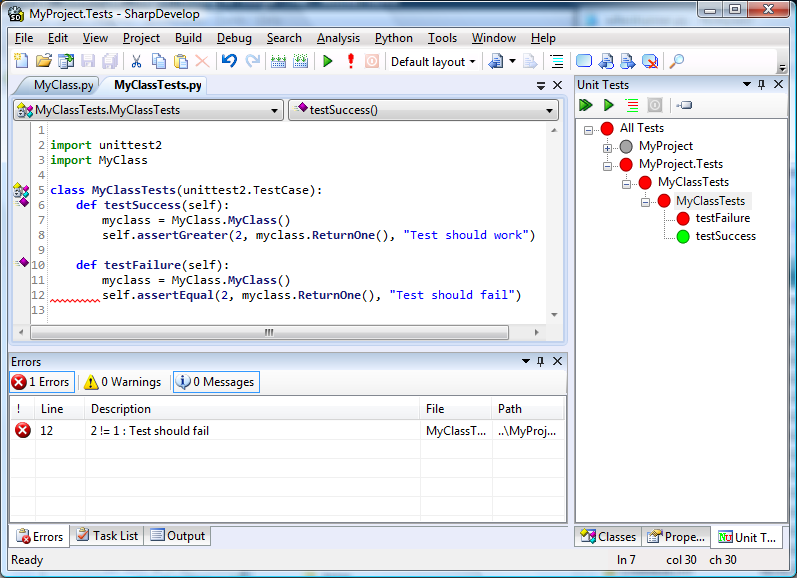 MyProject.Tests - SharpDevelop
File Edit View Project Build Debug Search Analysis Python Tools Window Help
Default layout
MyClass.py MyClassTests.py
MyClassTests.MyClassTests testSuccess()
1
2 import unittest2
3 import MyClass
4
5 class MyClassTests(unittest2.TestCase):
6 def testSuccess(self):
7 myclass = MyClass.MyClass()
8 self.assertGreater(2, myclass.ReturnOne(), "Test should work")
9
10 def testFailure(self):
11 myclass = MyClass.MyClass()
12 self.assertEqual(2, myclass.ReturnOne(), "Test should fail")
13
Errors
1 Errors 0 Warnings 0 Messages
! Line Description File Path
12 2 != 1 : Test should fail MyClassT... ..\MyProj...
Errors Task List Output
Unit Tests
All Tests
MyProject
MyProject.Tests
MyClassTests
MyClassTests
testFailure
testSuccess
Classes Prope... Unit T...
Ready ln 7 col 30 ch 30